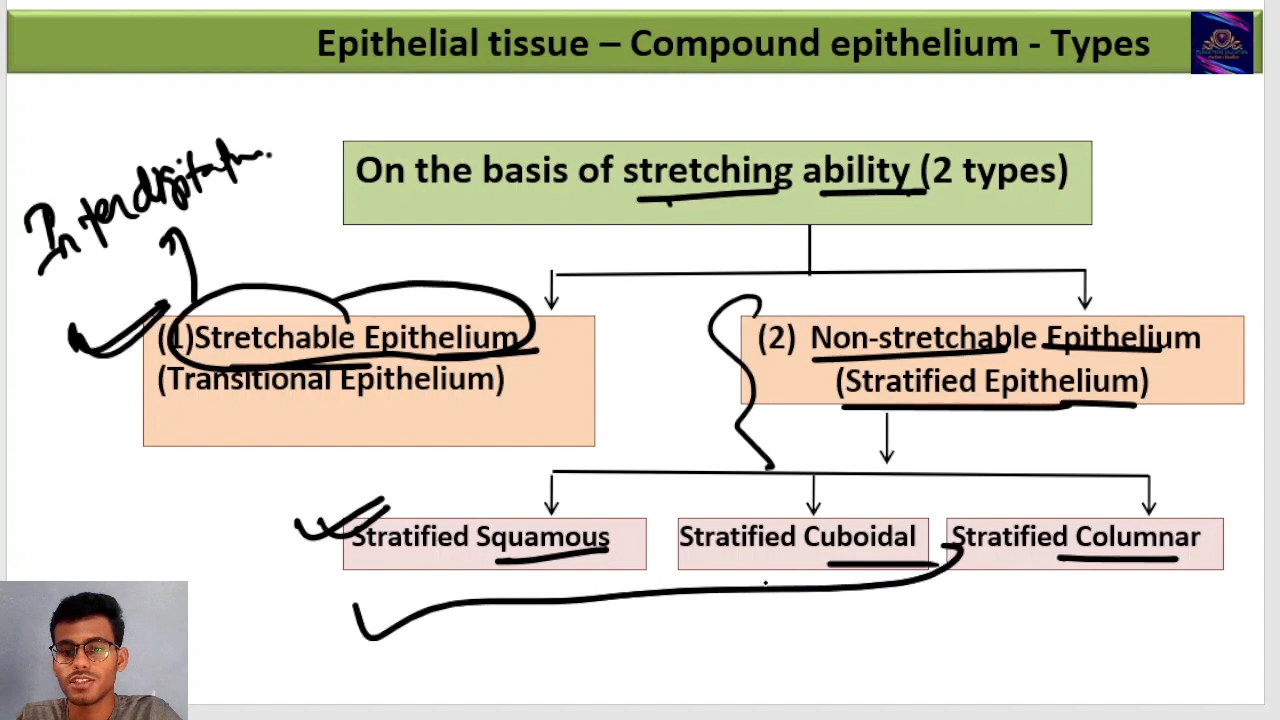 Epithelial tissue – Compound epithelium - Types
On the basis of stretching ability (2 types)
Interdigitation
(1)Stretchable Epithelium
(Transitional Epithelium)
(2) Non-stretchable Epithelium
(Stratified Epithelium)
Stratified Squamous
Stratified Cuboidal
Stratified Columnar